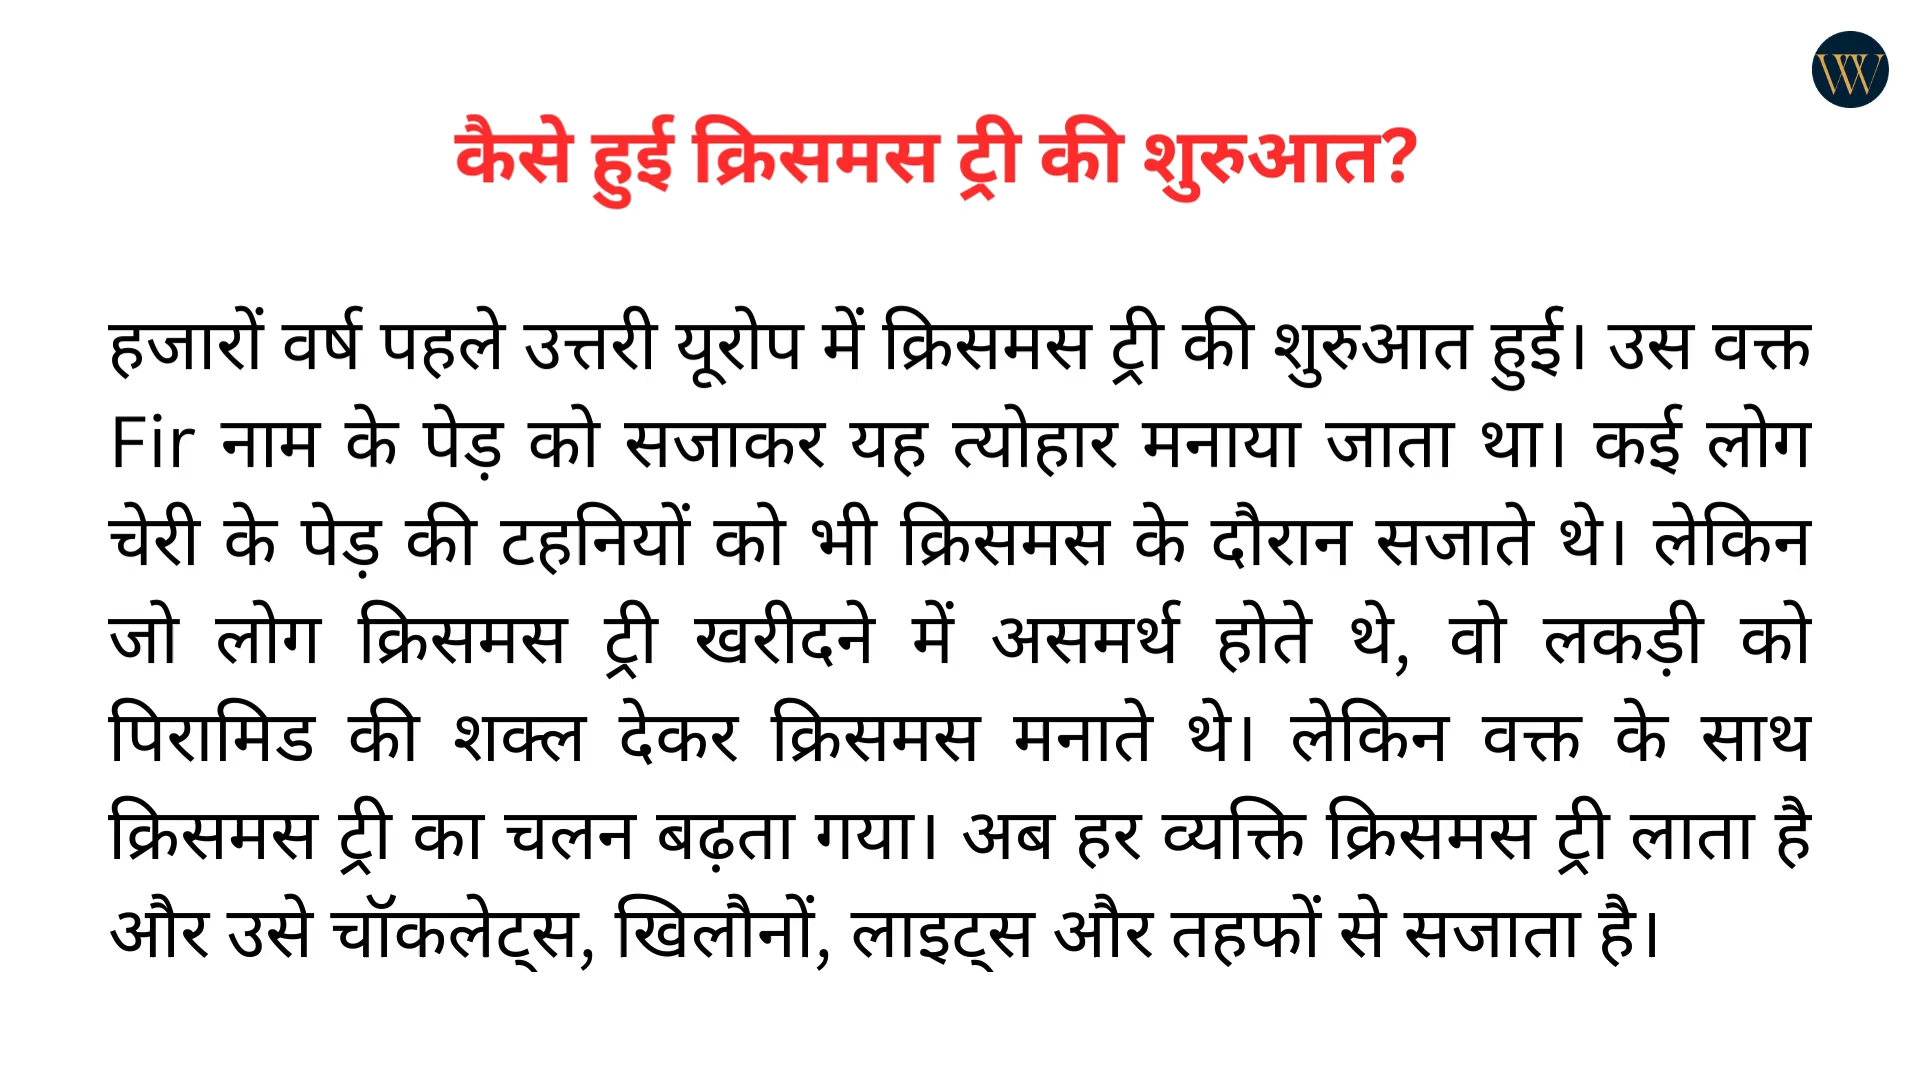 W
कैसे हुई क्रिसमस ट्री की शुरुआत?
हजारों वर्ष पहले उत्तरी यूरोप में क्रिसमस ट्री की शुरुआत हुई। उस वक्त
Fir नाम के पेड़ को सजाकर यह त्योहार मनाया जाता था। कई लोग
चेरी के पेड़ की टहनियों को भी क्रिसमस के दौरान सजाते थे। लेकिन
जो लोग क्रिसमस ट्री खरीदने में असमर्थ होते थे, वो लकड़ी को
पिरामिड की शक्ल देकर क्रिसमस मनाते थे। लेकिन वक्त के साथ
क्रिसमस ट्री का चलन बढ़ता गया। अब हर व्यक्ति क्रिसमस ट्री लाता है
और उसे चॉकलेट्स, खिलौनों, लाइट्स और तहफों से सजाता है।